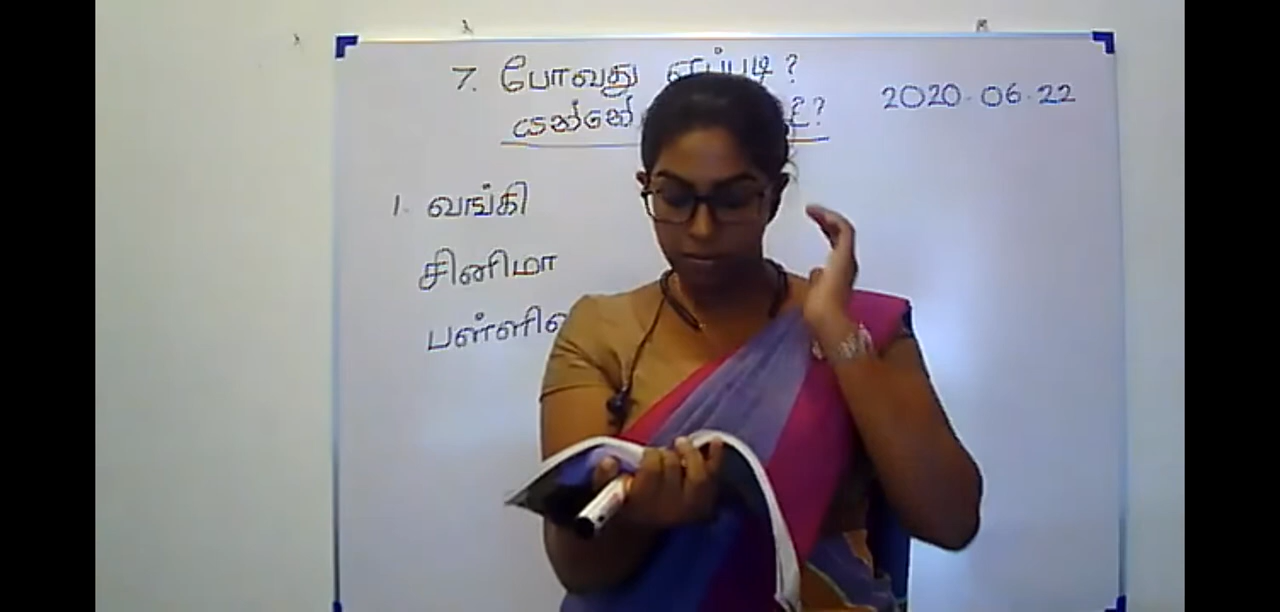 7. போவது எப்படி?
යන්නේ
2020.06.22
1. வங்கி
சினிமா